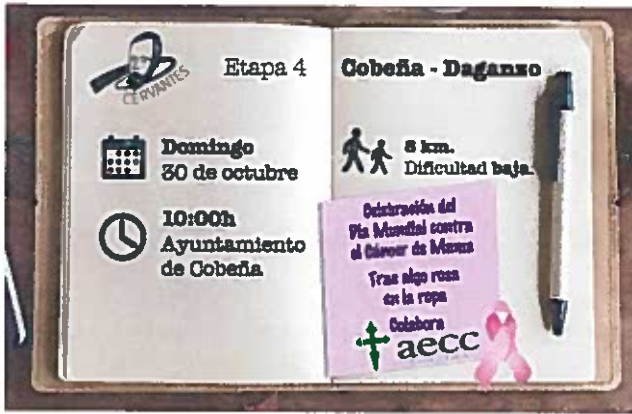 CERVANTES
Etapa 4
Domingo
30 de octubre
10:00h
Ayuntamiento
de Cobeña
Cobeña - Daganzo
8 km.
Dificultad baja.
Celebración del
Día Mundial contra
el Cáncer de Mama
Trae algo rosa
en la ropa
Colabora
aecc